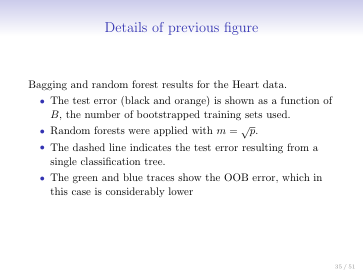 Details of previous figure
Bagging and random forest results for the Heart data.
• The test error (black and orange) is shown as a function of
B, the number of bootstrapped training sets used.
• Random forests were applied with m = √p.
• The dashed line indicates the test error resulting from a
single classification tree.
• The green and blue traces show the OOB error, which in
this case is considerably lower